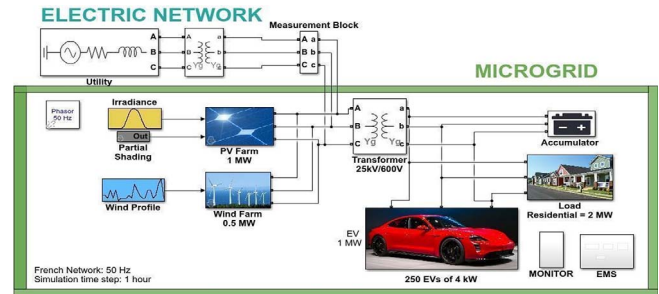 ELECTRIC NETWORK
Measurement Block
A
B
C
A
B
C
a
b
c
Yg
Yg
A a
B b
C c
Utility
MICROGRID
Phasor
50 Hz
Irradiance
Out
Partial
Shading
PV Farm
1 MW
A
B
C
a
b
c
Yg
Yg
Transformer
25kV/600V
Accumulator
Wind Profile
Wind Farm
0.5 MW
Load
Residential = 2 MW
EV
1 MW
250 EVs of 4 kW
MONITOR
EMS
French Network: 50 Hz
Simulation time step: 1 hour